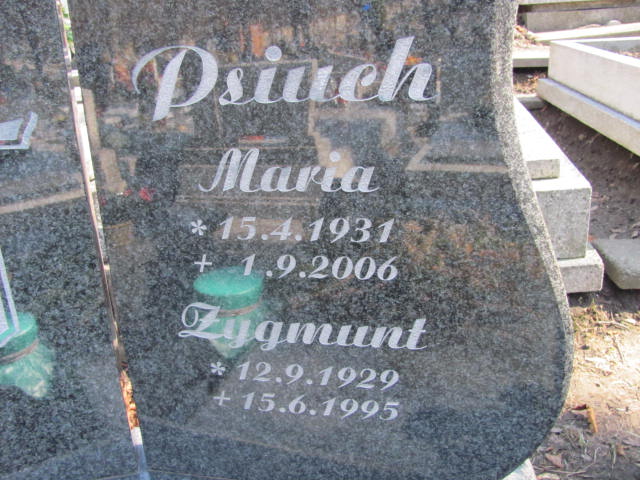 Psiuch
Maria
* 15.4.1931
+ 1.9.2006
Zygmunt
* 12.9.1929
+ 15.6.1995